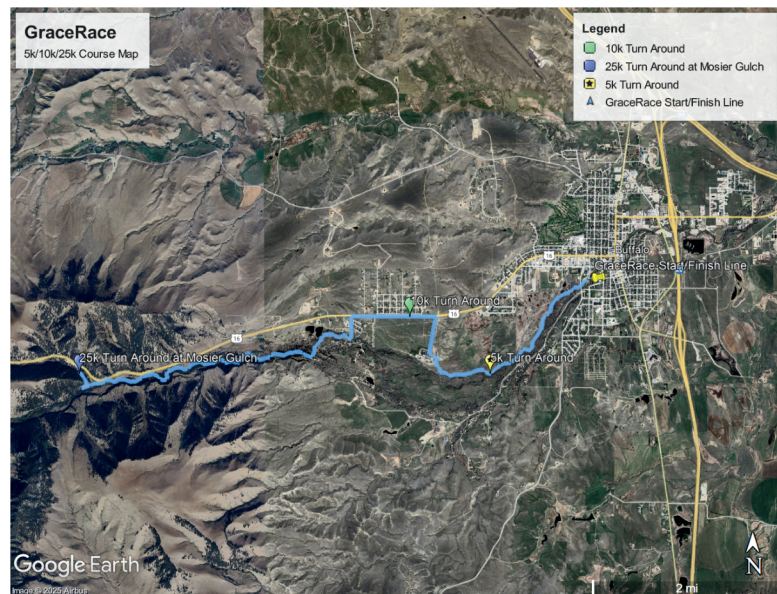 GraceRace
5k/10k/25k Course Map
Legend
10k Turn Around
25k Turn Around at Mosier Gulch
5k Turn Around
GraceRace Start/Finish Line
16
Buffalo
GraceRace Start/Finish Line
10k Turn Around
16
16
25k Turn Around at Mosier Gulch
5k Turn Around
Google Earth
Image © 2025 Airbus
N
2 mi